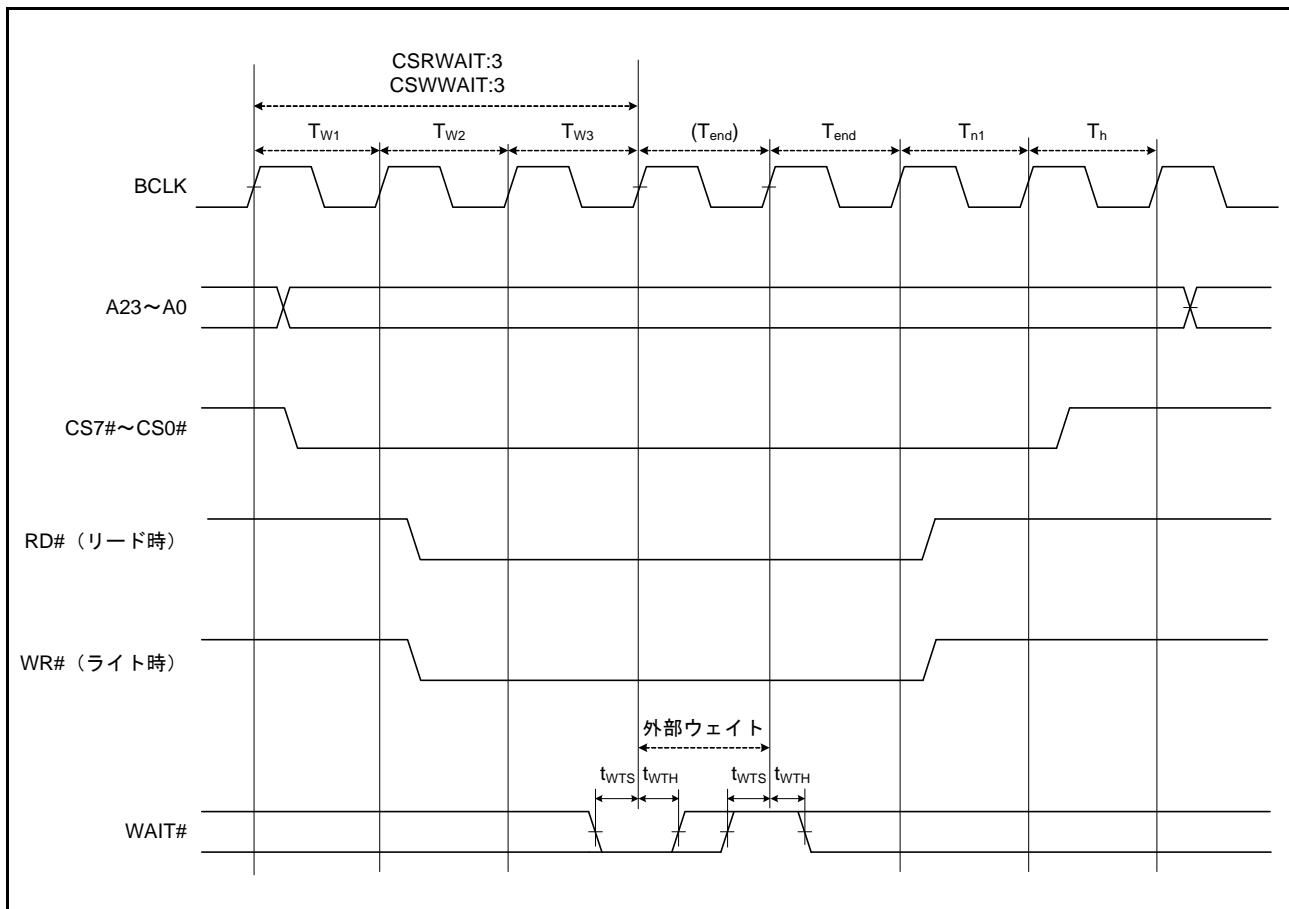 CSRWAIT:3
CSWWAIT:3
TW1 TW2 TW3 (Tend) Tend Tn1 Th
BCLK
A23～A0
CS7#～CS0#
RD#（リード時）
WR#（ライト時）
外部ウェイト
tWTS tWTH tWTS tWTH
WAIT#